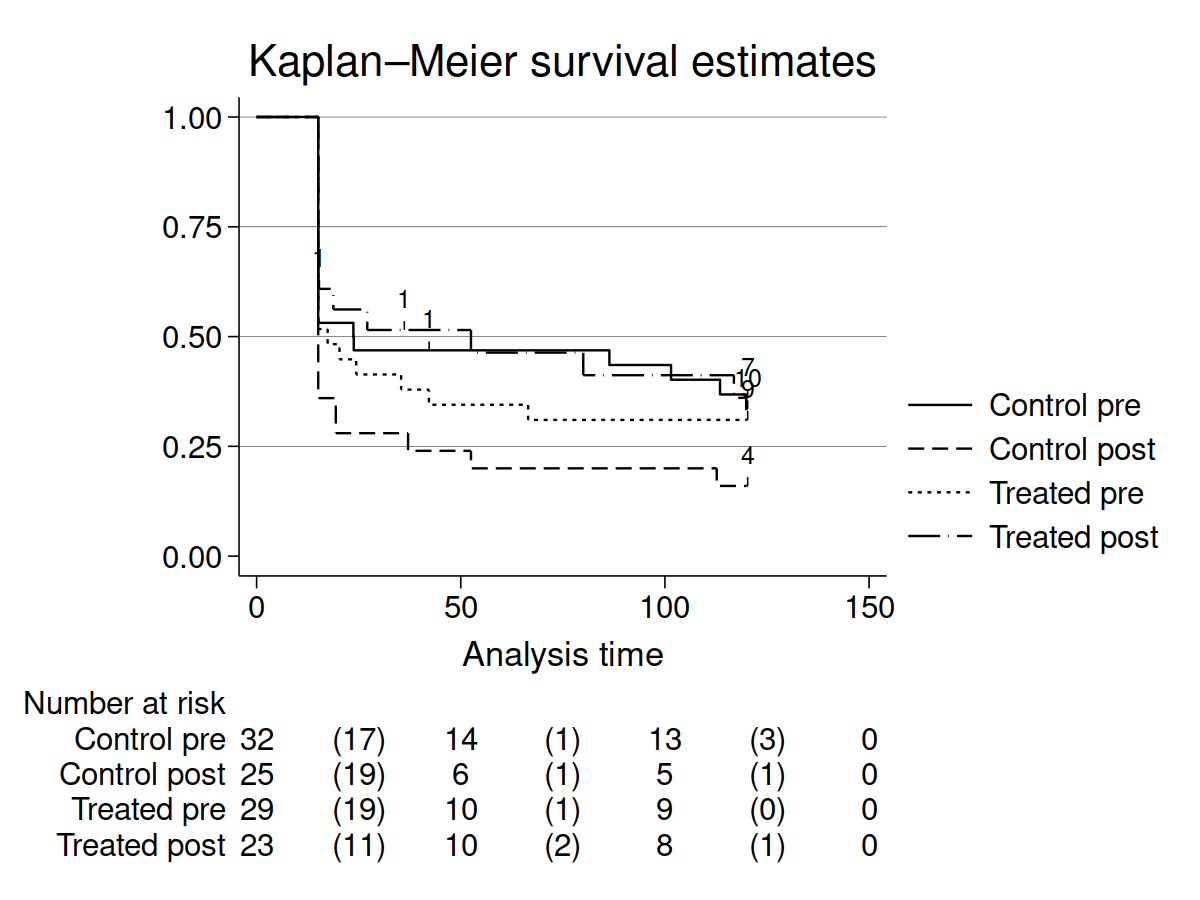 Kaplan–Meier survival estimates
1.00
0.75
0.50
0.25
0.00
1
1
1
7
10
9
4
0 50 100 150
Analysis time
Control pre
Control post
Treated pre
Treated post
Number at risk
Control pre 32 (17) 14 (1) 13 (3) 0
Control post 25 (19) 6 (1) 5 (1) 0
Treated pre 29 (19) 10 (1) 9 (0) 0
Treated post 23 (11) 10 (2) 8 (1) 0